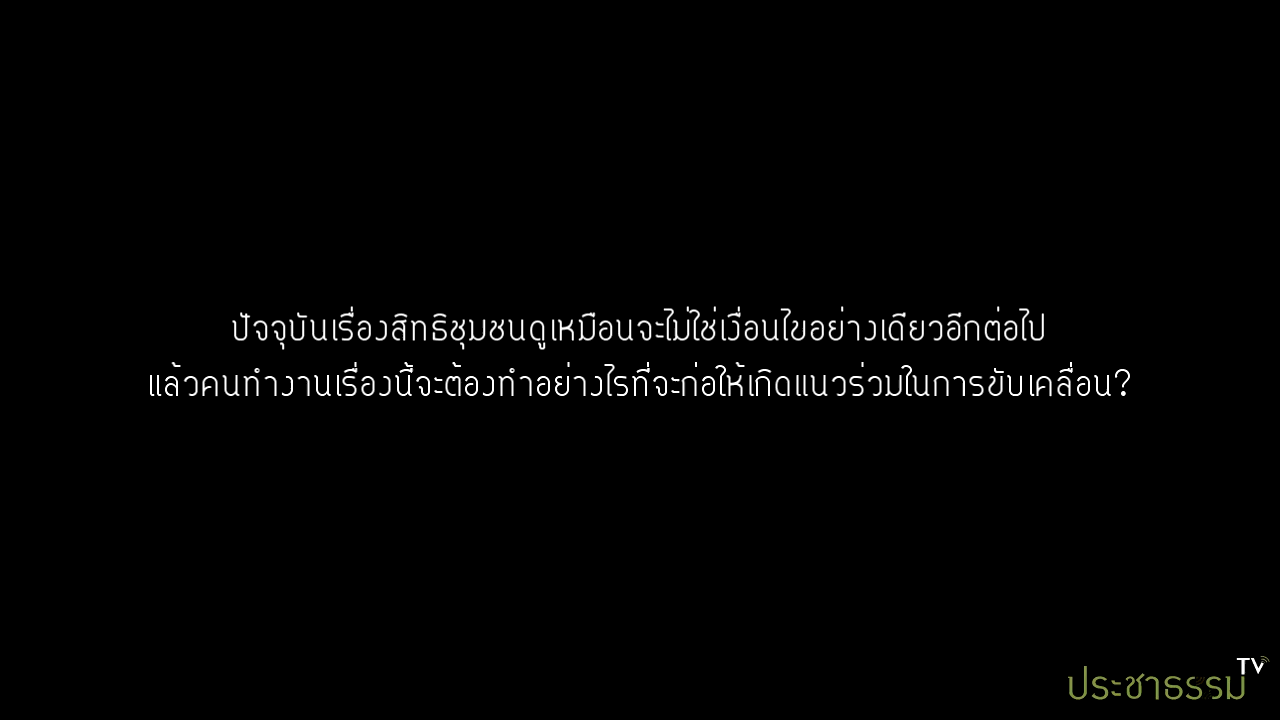 ปัจจุบันเรื่องสิทธิชุมชนดูเหมือนจะไม่ใช่เงื่อนไขอย่างเดียวอีกต่อไป
แล้วคนทำงานเรื่องนี้จะต้องทำอย่างไรที่จะก่อให้เกิดแนวร่วมในการขับเคลื่อน?
ประชาธรรม TV